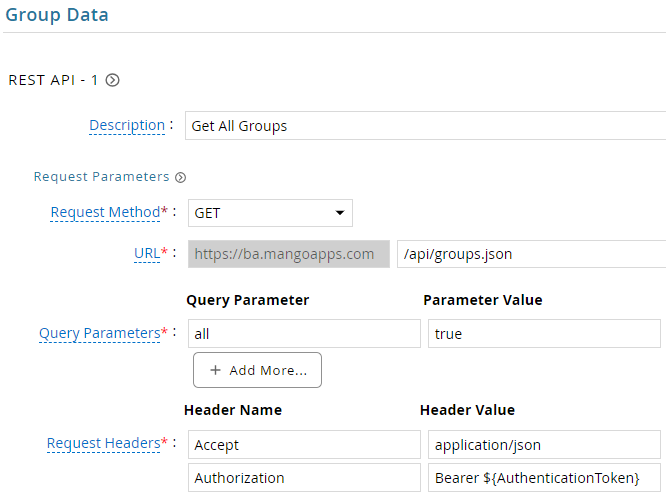 Group Data
REST API - 1
Description :
Get All Groups
Request Parameters
Request Method* :
GET
URL* :
https://ba.mangoapps.com
/api/groups.json
Query Parameter
Parameter Value
Query Parameters* :
all
true
+ Add More...
Header Name
Header Value
Request Headers* :
Accept
application/json
Authorization
Bearer ${AuthenticationToken}